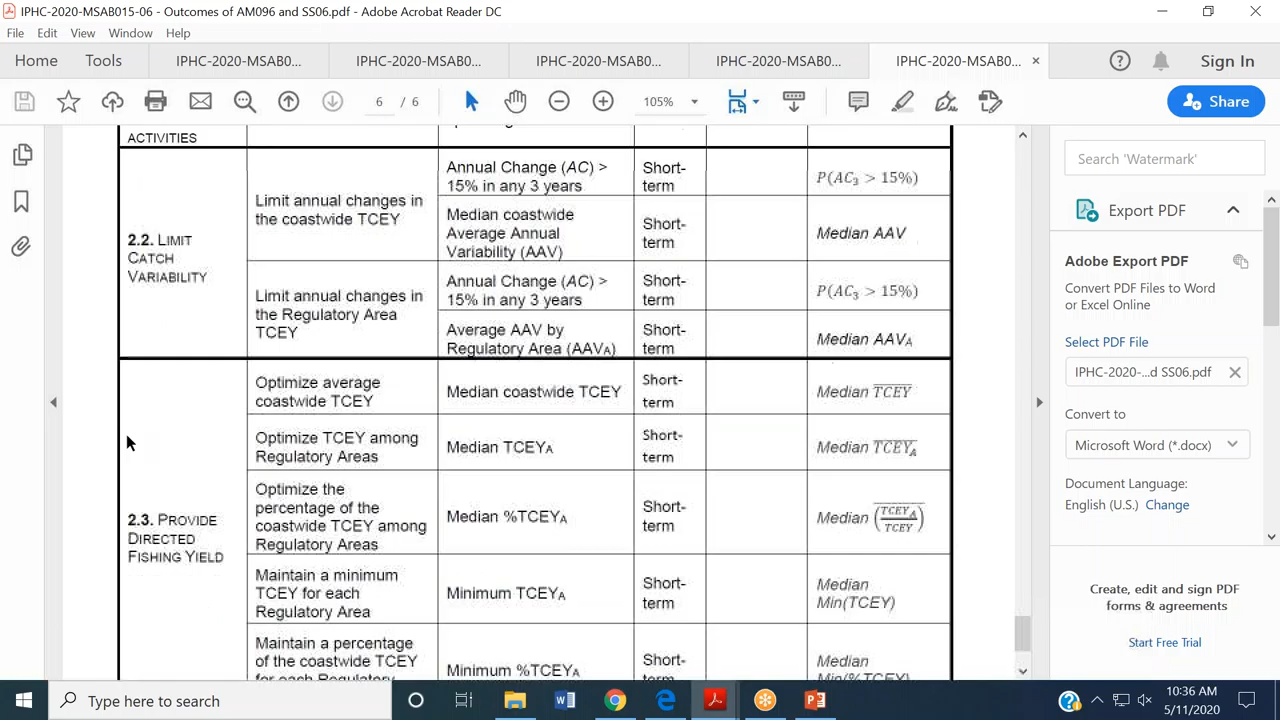 IPHC-2020-MSAB015-06 - Outcomes of AM096 and SS06.pdf - Adobe Acrobat Reader DC
File Edit View Window Help
Home Tools IPHC-2020-MSAB0... IPHC-2020-MSAB0... IPHC-2020-MSAB0... IPHC-2020-MSAB0... IPHC-2020-MSAB0... × Sign In
6 / 6 105% Share
ACTIVITIES
2.2. LIMIT
CATCH
VARIABILITY
Limit annual changes in
the coastwide TCEY
Annual Change (AC) >
15% in any 3 years
Short-
term
P(AC3 > 15%)
Median coastwide
Average Annual
Variability (AAV)
Short-
term
Median AAV
Limit annual changes in
the Regulatory Area
TCEY
Annual Change (AC) >
15% in any 3 years
Short-
term
P(AC3 > 15%)
Average AAV by
Regulatory Area (AAVA)
Short-
term
Median AAVA
2.3. PROVIDE
DIRECTED
FISHING YIELD
Optimize average
coastwide TCEY
Median coastwide TCEY
Short-
term
Median TCEY
Optimize TCEY among
Regulatory Areas
Median TCEYA
Short-
term
Median TCEYA
Optimize the
percentage of the
coastwide TCEY among
Regulatory Areas
Median %TCEYA
Short-
term
Median (TCEYA/TCEY)
Maintain a minimum
TCEY for each
Regulatory Area
Minimum TCEYA
Short-
term
Median
Min(TCEY)
Maintain a percentage
of the coastwide TCEY
for each Regulatory
Minimum %TCEYA
Short-
Median
Min(%TCEY)
Search 'Watermark'
Export PDF
Adobe Export PDF
Convert PDF Files to Word
or Excel Online
Select PDF File
IPHC-2020-...d SS06.pdf
Convert to
Microsoft Word (*.docx)
Document Language:
English (U.S.) Change
Create, edit and sign PDF
forms & agreements
Start Free Trial
Type here to search
10:36 AM
5/11/2020